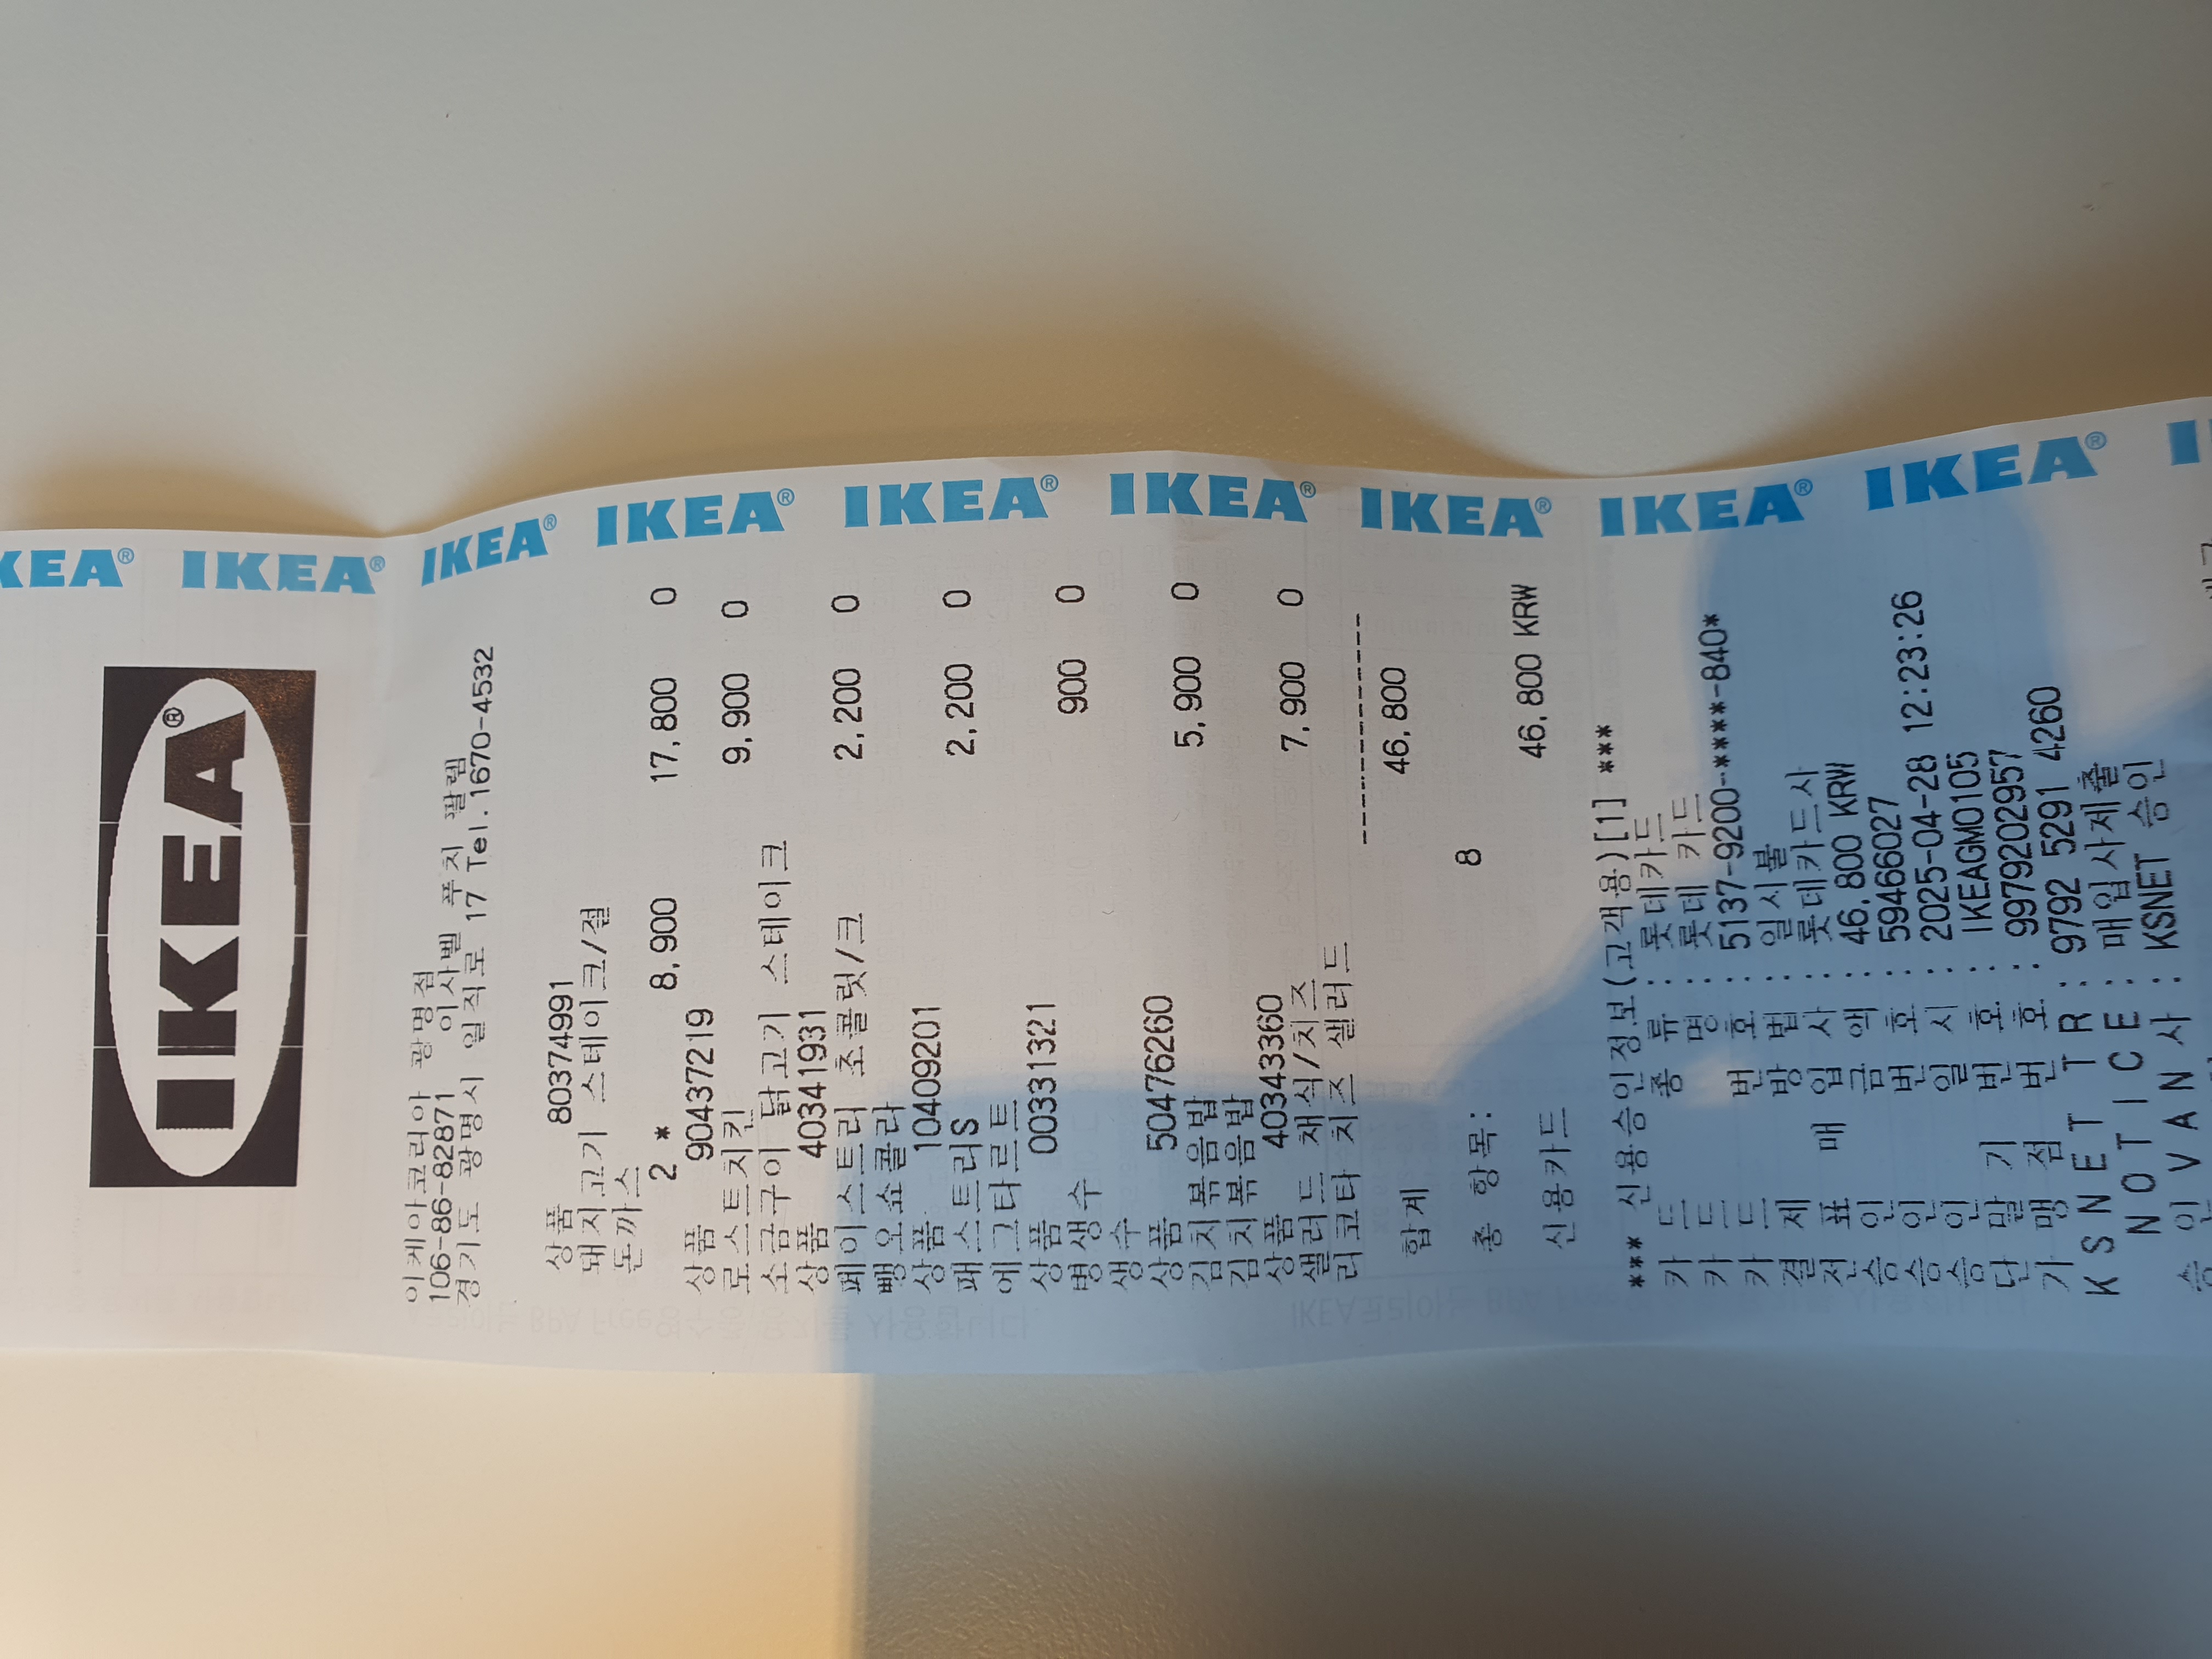 IKEA®
이케아코리아 광명점
106-86-82871 이사벨 푸치 팔렘
경기도 광명시 일직로 17 Tel.1670-4532
상품 80374991
돼지고기 스테이크/절
돈까스
2 * 8,900 17,800 0
상품 90437219
로스트치킨 9,900 0
소금구이 닭고기 스테이크
상품 40341931
페이스트리 초콜릿/크 2,200 0
뺑오쇼콜라
상품 10409201
패스트리S 2,200 0
에그타르트
상품 00331321
병생수 900 0
생수
상품 50476260
김치볶음밥 5,900 0
김치볶음밥
상품 40343360
샐러드 채식/치즈 7,900 0
리코타 치즈 샐러드
---------------
합계 46,800
총 항목: 8
신용카드 46,800 KRW
*** 신용승인정보(고객용)[1] ***
카드 종류 : 롯데카드
카드 명 : 롯데 카드
카드 번호 : 5137-9200-****-840*
결제 방법 : 일시불
전표 매입사 : 롯데카드사
승인 금액 : 46,800 KRW
승인 번호 : 59466027
승인 일시 : 2025-04-28 12:23:26
단말기 번호 : IKEAGM0105
가맹점 번호 : 99792029​57
KSNET TR : 9792 5291 4260
NOTICE : 매입사제출
승인 VAN사 : KSNET 승인
KEA® IKEA® IKEA® IKEA® IKEA® IKEA® IKEA® IKEA® IKEA®